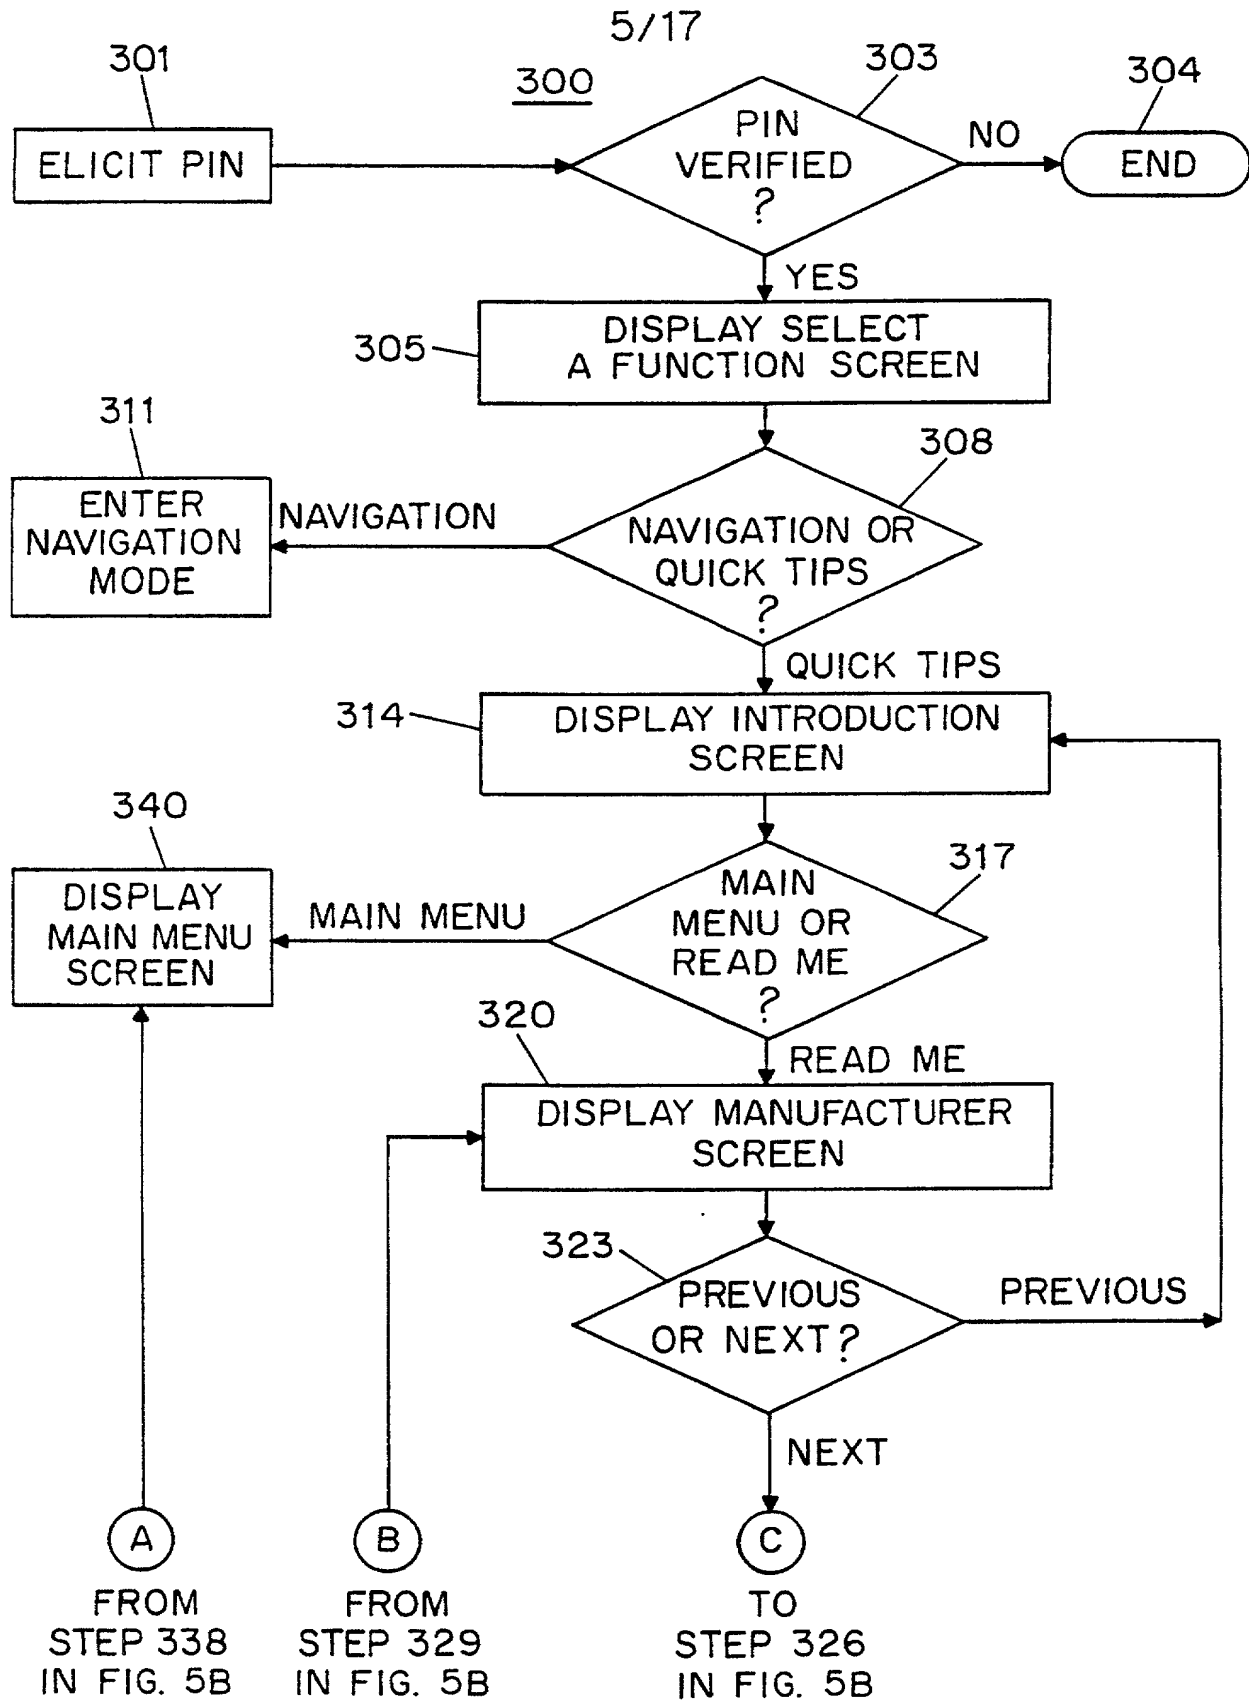 5/17
301
300
303
304
ELICIT PIN
PIN
VERIFIED
?
NO
END
YES
305
DISPLAY SELECT
A FUNCTION SCREEN
311
308
ENTER
NAVIGATION
MODE
NAVIGATION
NAVIGATION OR
QUICK TIPS
?
QUICK TIPS
314
DISPLAY INTRODUCTION
SCREEN
340
317
DISPLAY
MAIN MENU
SCREEN
MAIN MENU
MAIN
MENU OR
READ ME
?
320
READ ME
DISPLAY MANUFACTURER
SCREEN
323
PREVIOUS
OR NEXT?
PREVIOUS
NEXT
A
FROM
STEP 338
IN FIG. 5B
B
FROM
STEP 329
IN FIG. 5B
C
TO
STEP 326
IN FIG. 5B